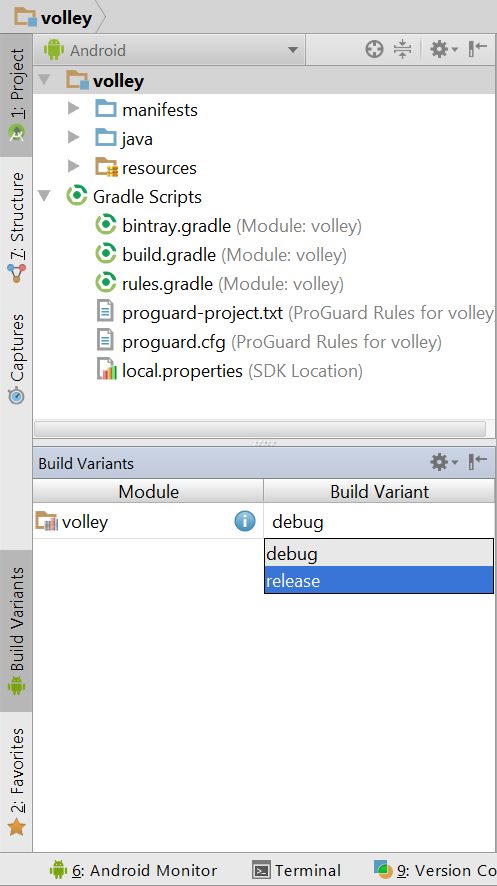 volley
1: Project
Android
volley
manifests
java
resources
Gradle Scripts
bintray.gradle (Module: volley)
build.gradle (Module: volley)
rules.gradle (Module: volley)
proguard-project.txt (ProGuard Rules for volley)
proguard.cfg (ProGuard Rules for volley)
local.properties (SDK Location)
7: Structure
Captures
Build Variants
Module Build Variant
volley debug
debug
release
Build Variants
2: Favorites
6: Android Monitor Terminal 9: Version Co